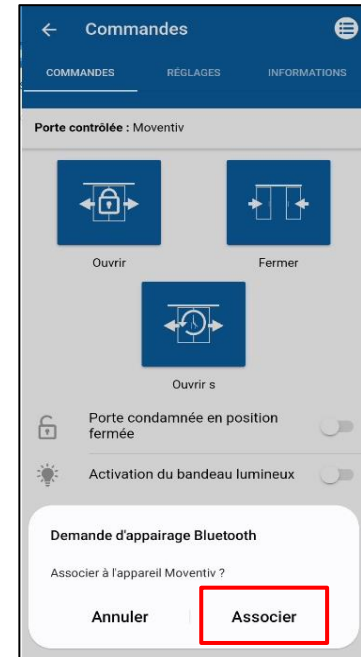 Commandes
COMMANDES RÉGLAGES INFORMATIONS
Porte contrôlée : Moventiv
Ouvrir Fermer
Ouvrir s
Porte condamnée en position
fermée
Activation du bandeau lumineux
Demande d'appairage Bluetooth
Associer à l'appareil Moventiv ?
Annuler Associer